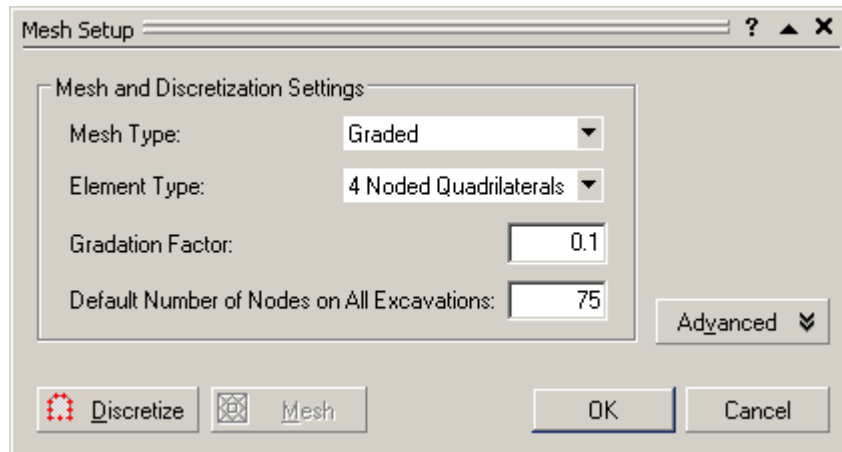 Mesh Setup ?
Mesh and Discretization Settings
Mesh Type: Graded
Element Type: 4 Noded Quadrilaterals
Gradation Factor: 0.1
Default Number of Nodes on All Excavations: 75
Advanced
Discretize Mesh OK Cancel